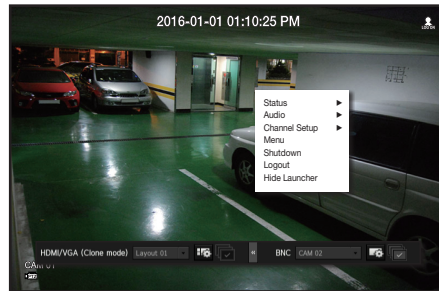 2016-01-01 01:10:25 PM
LOG ON
Status
Audio
Channel Setup
Menu
Shutdown
Logout
Hide Launcher
HDMI/VGA (Clone mode) Layout 01 « BNC CAM 02
CAM 01
PTZ